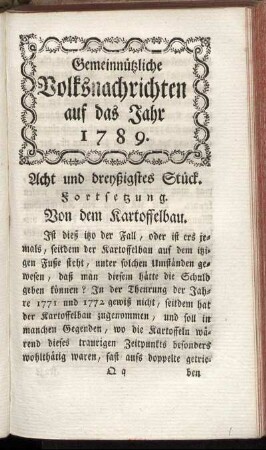 Gemeinnützliche
Volksnachrichten
auf das Jahr
1789.
Acht und dreyßigstes Stück.
Fortsetzung.
Von dem Kartoffelbau.
Ist dieß itzo der Fall, oder ist ers je-
mals, seitdem der Kartoffelbau auf dem itzi-
gen Fuße steht, unter solchen Umständen ge-
wesen, daß man diesem hätte die Schuld
geben können? In der Theurung der Jah-
re 1771 und 1772 gewiß nicht, seitdem hat
der Kartoffelbau zugenommen, und soll in
manchen Gegenden, wo die Kartoffeln wä-
rend dieses traurigen Zeitpunkts besonders
wohlthätig waren, fast aufs doppelte getrie-
Q q
ben